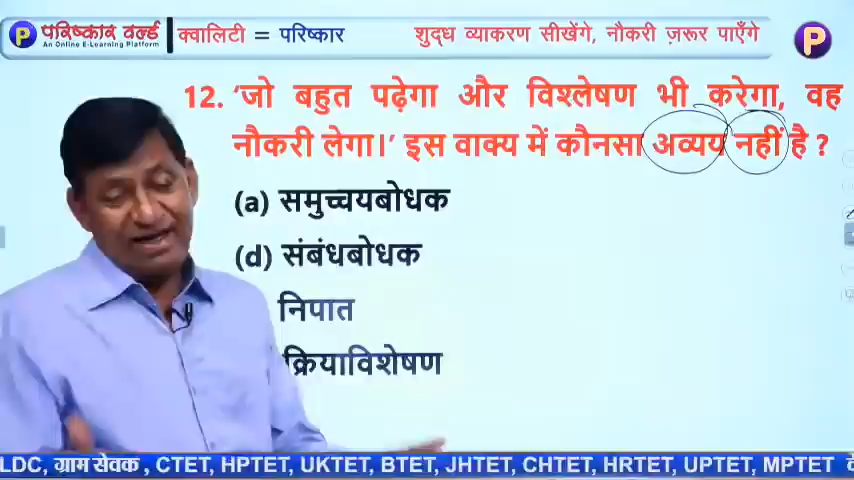 परिष्कार वर्ल्ड
An Online E-Learning Platform
क्वालिटी = परिष्कार
शुद्ध व्याकरण सीखेंगे, नौकरी ज़रूर पाएँगे
P
P
12. 'जो बहुत पढ़ेगा और विश्लेषण भी करेगा, वह
नौकरी लेगा।' इस वाक्य में कौनसा अव्यय नहीं है ?
(a) समुच्चयबोधक
(d) संबंधबोधक
निपात
क्रियाविशेषण
LDC, ग्राम सेवक , CTET, HPTET, UKTET, BTET, JHTET, CHTET, HRTET, UPTET, MPTET